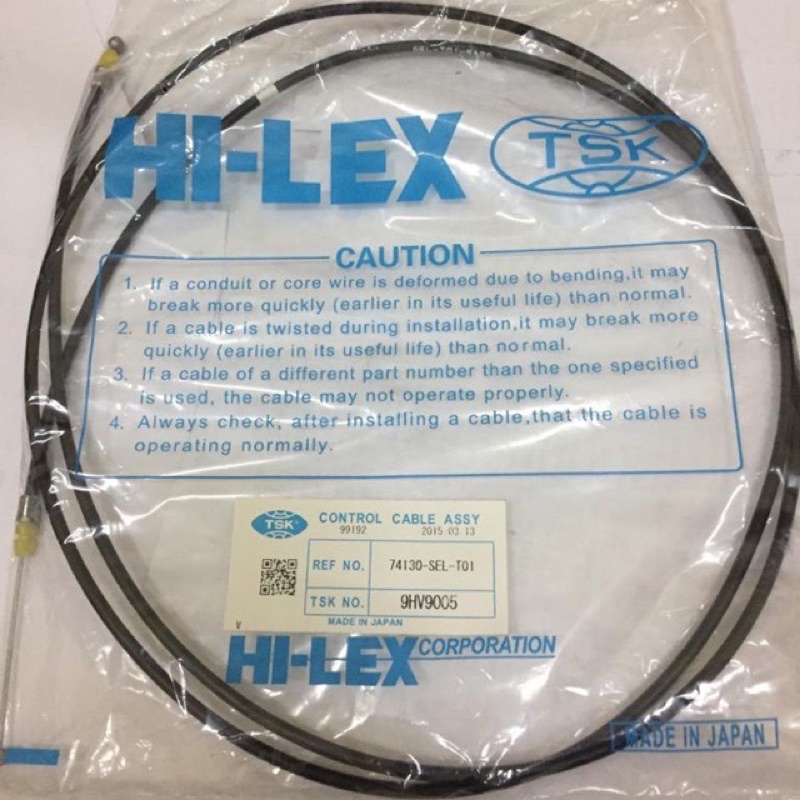 HI-LEX TSK
CAUTION
1. If a conduit or core wire is deformed due to bending,it may
break more quickly (earlier in its useful life) than normal.
2. If a cable is twisted during installation,it may break more
quickly (earlier in its useful life) than normal.
3. If a cable of a different part number than the one specified
is used, the cable may not operate properly.
4. Always check, after installing a cable,that the cable is
operating normally.
TSK CONTROL CABLE ASSY
99192 2015 03 13
REF NO. 74130-SEL-T01
TSK NO. 9HV9005
MADE IN JAPAN
HI-LEX CORPORATION
MADE IN JAPAN